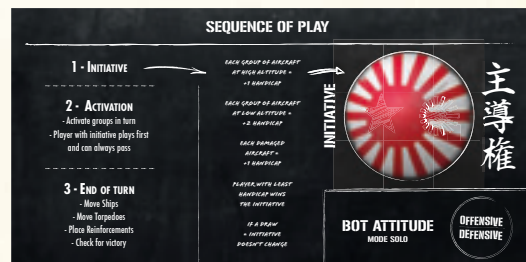 SEQUENCE OF PLAY
1 - INITIATIVE
2 - ACTIVATION
- Activate groups in turn
- Player with initiative plays first
and can always pass
3 - END OF TURN
- Move Ships
- Move Torpedoes
- Place Reinforcements
- Check for victory
EACH GROUP OF AIRCRAFT
AT HIGH ALTITUDE =
+1 HANDICAP
EACH GROUP OF AIRCRAFT
AT LOW ALTITUDE =
+2 HANDICAP
EACH DAMAGED
AIRCRAFT =
+1 HANDICAP
PLAYER WITH LEAST
HANDICAP WINS
THE INITIATIVE
IF A DRAW
= INITIATIVE
DOESN'T CHANGE
INITIATIVE
主導権
BOT ATTITUDE
MODE SOLO
OFFENSIVE
DEFENSIVE